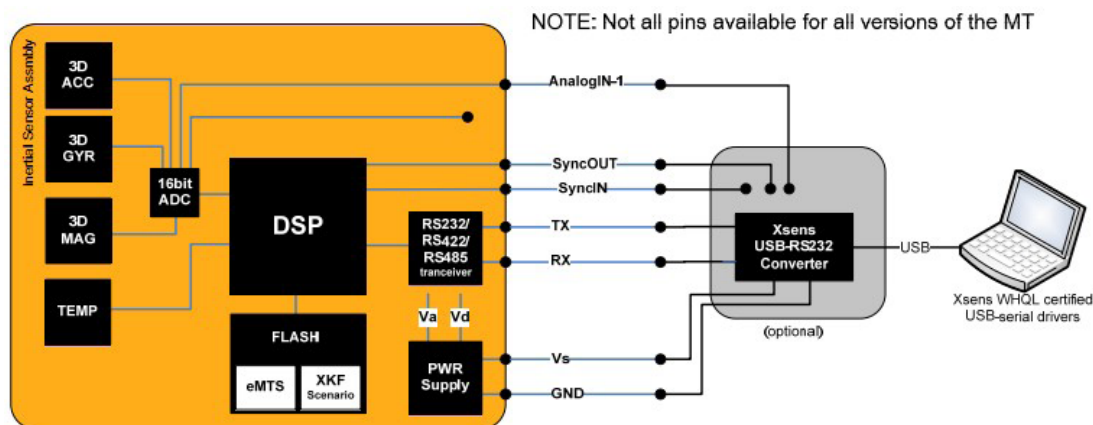 NOTE: Not all pins available for all versions of the MT
Inertial Sensor Assmbly
3D
ACC
3D
GYR
3D
MAG
TEMP
16bit
ADC
DSP
FLASH
eMTS
XKF
Scenario
RS232/
RS422/
RS485
tranceiver
Va
Vd
PWR
Supply
AnalogIN-1
SyncOUT
SyncIN
TX
RX
Vs
GND
Xsens
USB-RS232
Converter
(optional)
USB
Xsens WHQL certified
USB-serial drivers